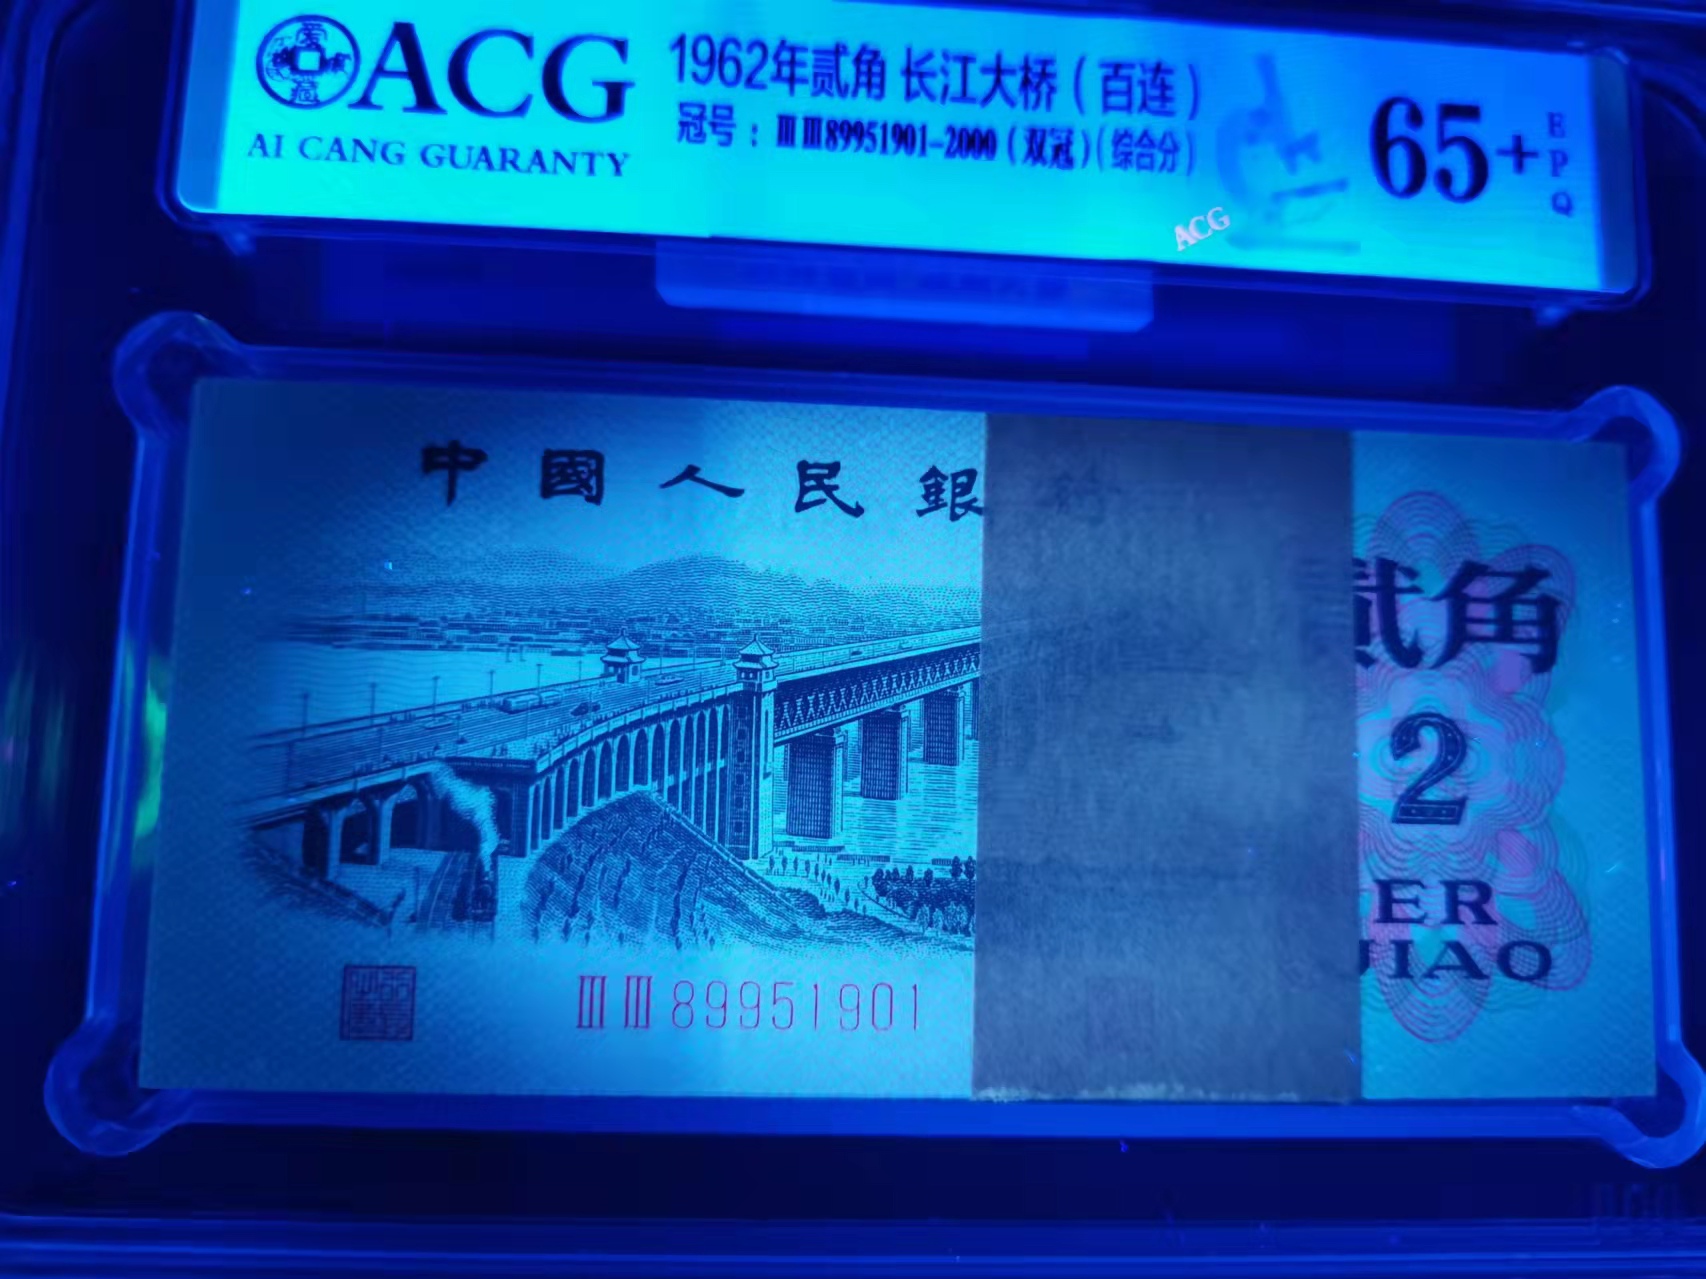 ACG
AI CANG GUARANTY
1962年贰角 长江大桥（百连）
冠号：ⅢⅢ89951901-2000（双冠）（综合分）
65+
EPQ
ACG
中國人民銀
贰角
2
ER
JIAO
ⅢⅢ89951901